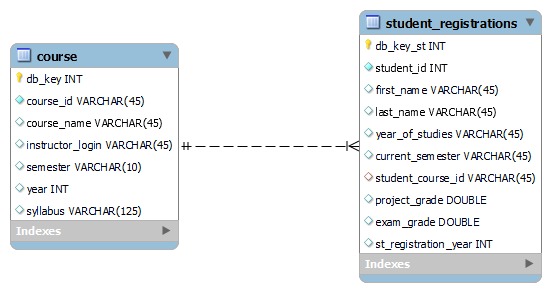 course
db_key INT
course_id VARCHAR(45)
course_name VARCHAR(45)
instructor_login VARCHAR(45)
semester VARCHAR(10)
year INT
syllabus VARCHAR(125)
Indexes
student_registrations
db_key_st INT
student_id INT
first_name VARCHAR(45)
last_name VARCHAR(45)
year_of_studies VARCHAR(45)
current_semester VARCHAR(45)
student_course_id VARCHAR(45)
project_grade DOUBLE
exam_grade DOUBLE
st_registration_year INT
Indexes